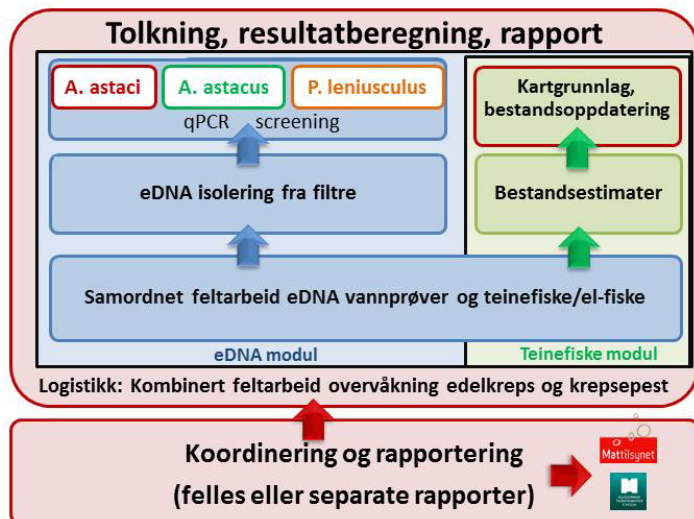 Tolkning, resultatberegning, rapport
A. astaci
A. astacus
P. leniusculus
qPCR screening
Kartgrunnlag,
bestandsoppdatering
eDNA isolering fra filtre
Bestandsestimater
Samordnet feltarbeid eDNA vannprøver og teinefiske/el-fiske
eDNA modul
Teinefiske modul
Logistikk: Kombinert feltarbeid overvåkning edelkreps og krepsepest
Koordinering og rapportering
(felles eller separate rapporter)
Mattilsynet